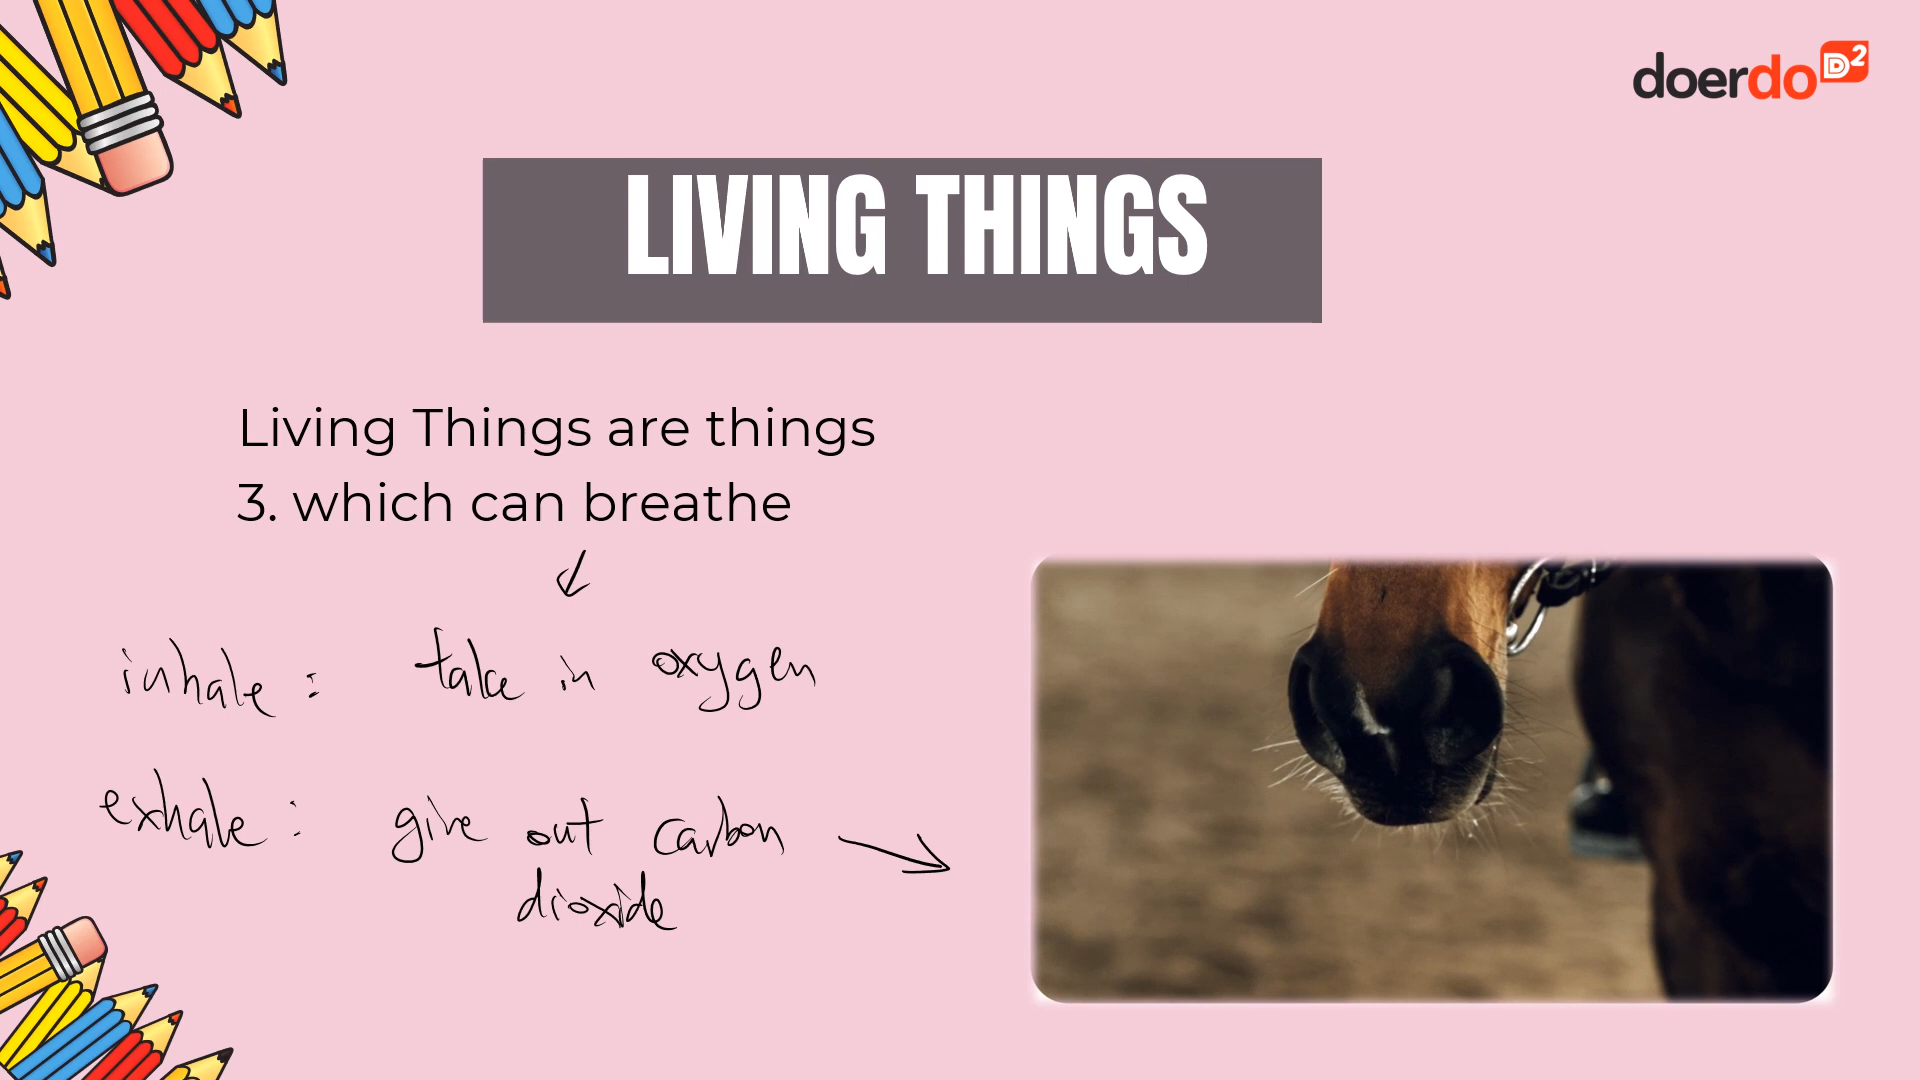 doerdo D²
LIVING THINGS
Living Things are things
3. which can breathe
inhale : take in oxygen
exhale : give out carbon
dioxide